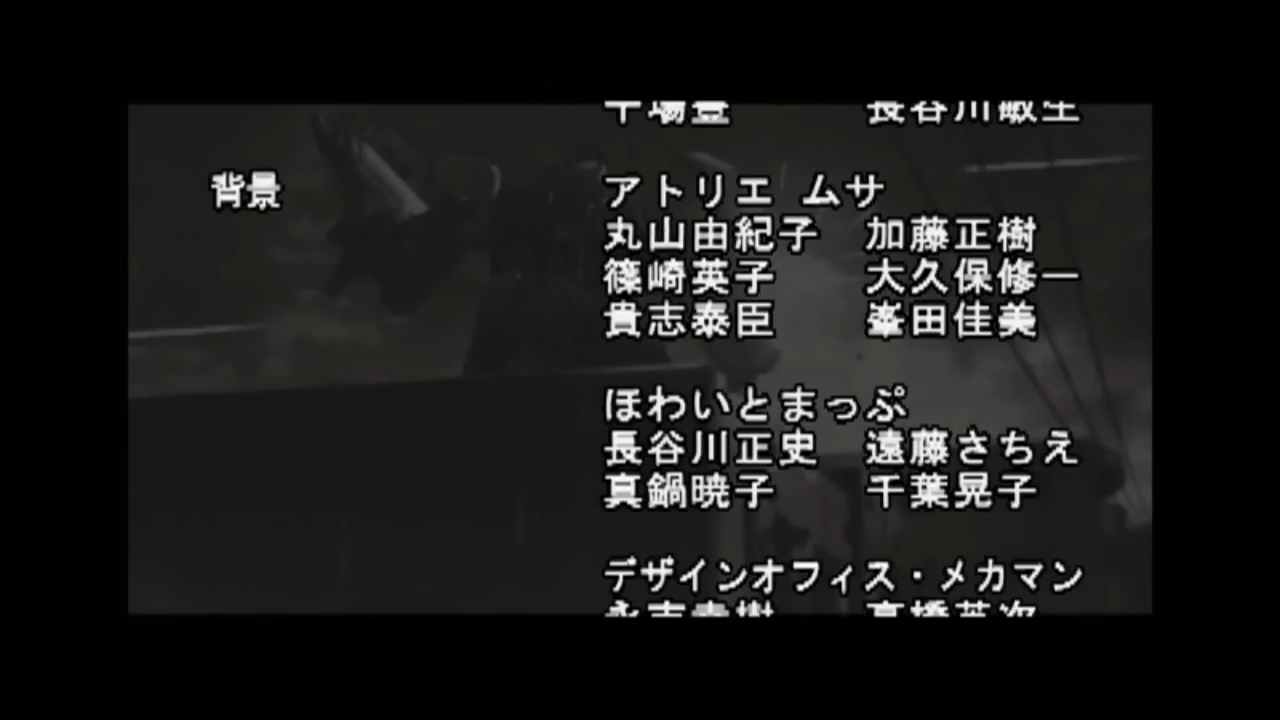 背景 アトリエ ムサ
丸山由紀子 加藤正樹
篠崎英子 大久保修一
貴志泰臣 峯田佳美
ほわいとまっぷ
長谷川正史 遠藤さちえ
真鍋暁子 千葉晃子
デザインオフィス・メカマン